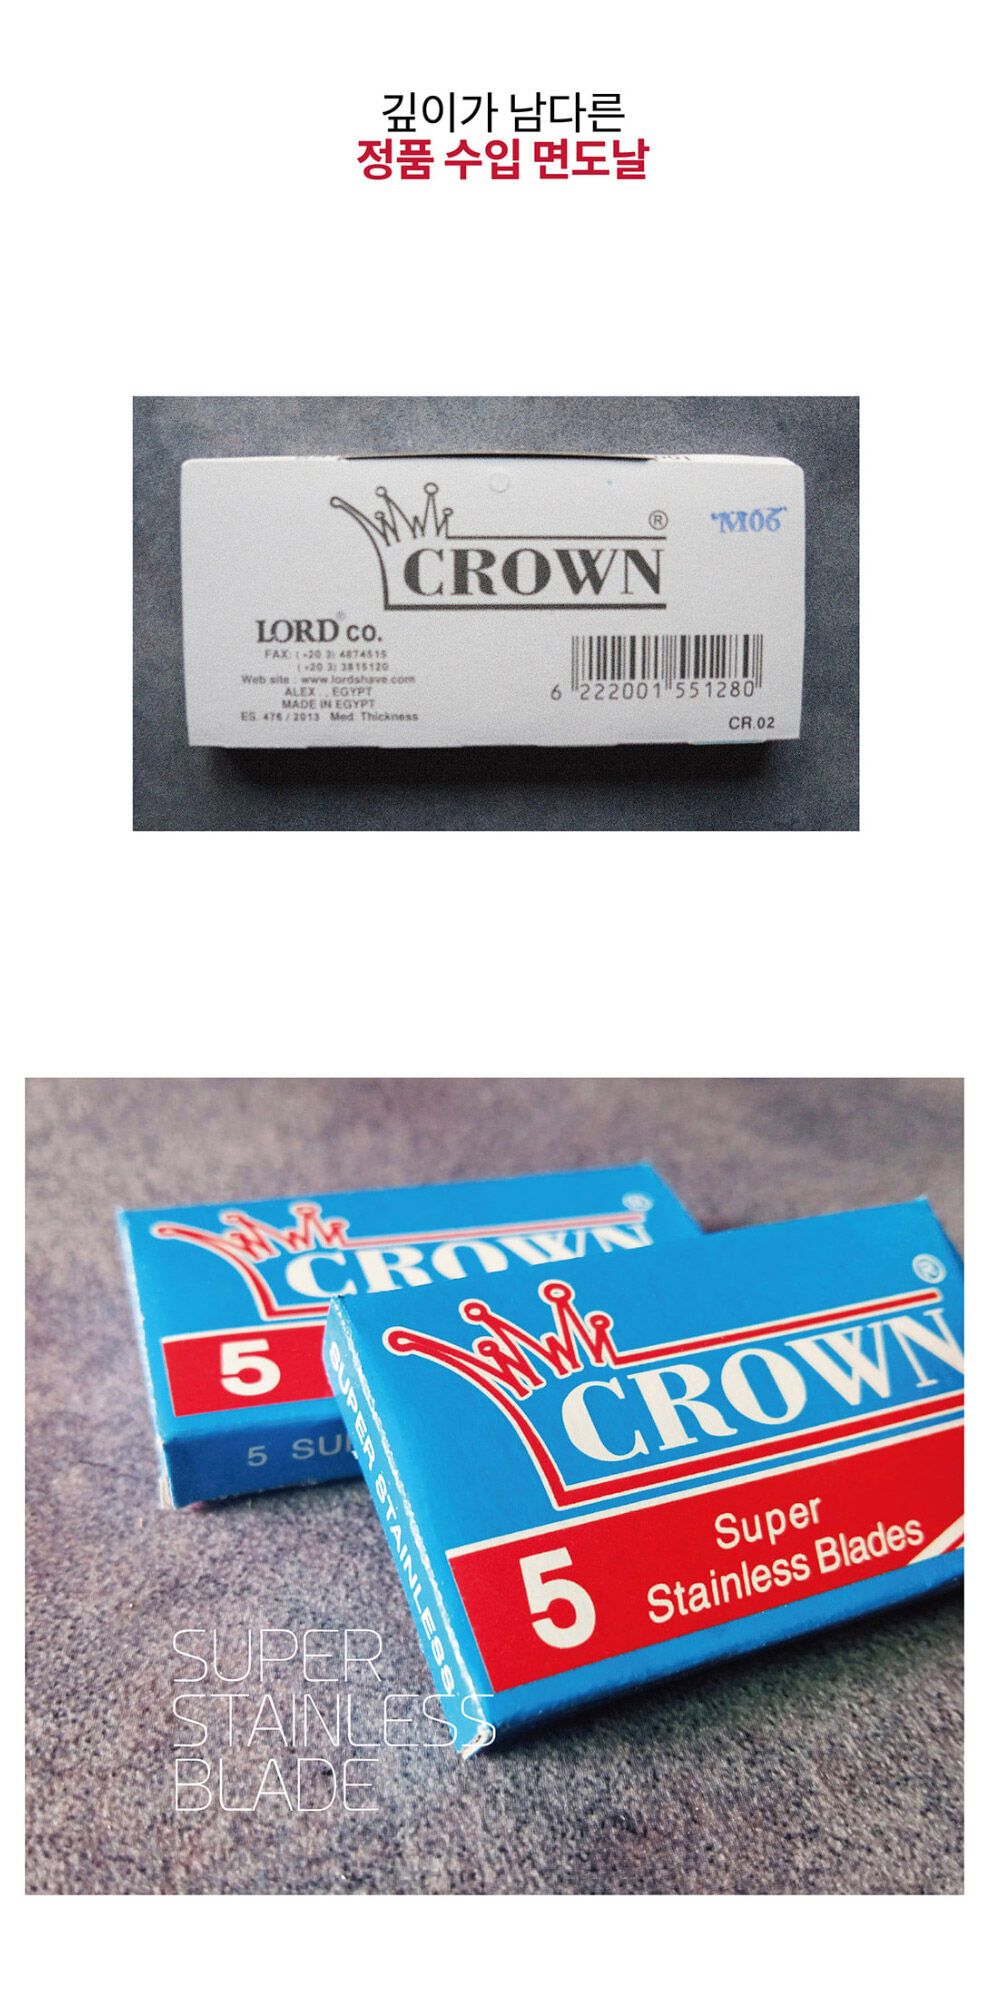 깊이가 남다른
정품 수입 면도날
CROWN ®
M06
LORD® CO.
FAX: (+20 3) 4874515
(+20 3) 3815120
Web site : www.lordshave.com
ALEX ., EGYPT
MADE IN EGYPT
ES. 476 / 2013 Med. Thickness
6 222001 551280
CR.02
CROWN ®
5
5 SU
CROWN ®
5
Super
Stainless Blades
SUPER STAINLESS
SUPER
STAINLESS
BLADE